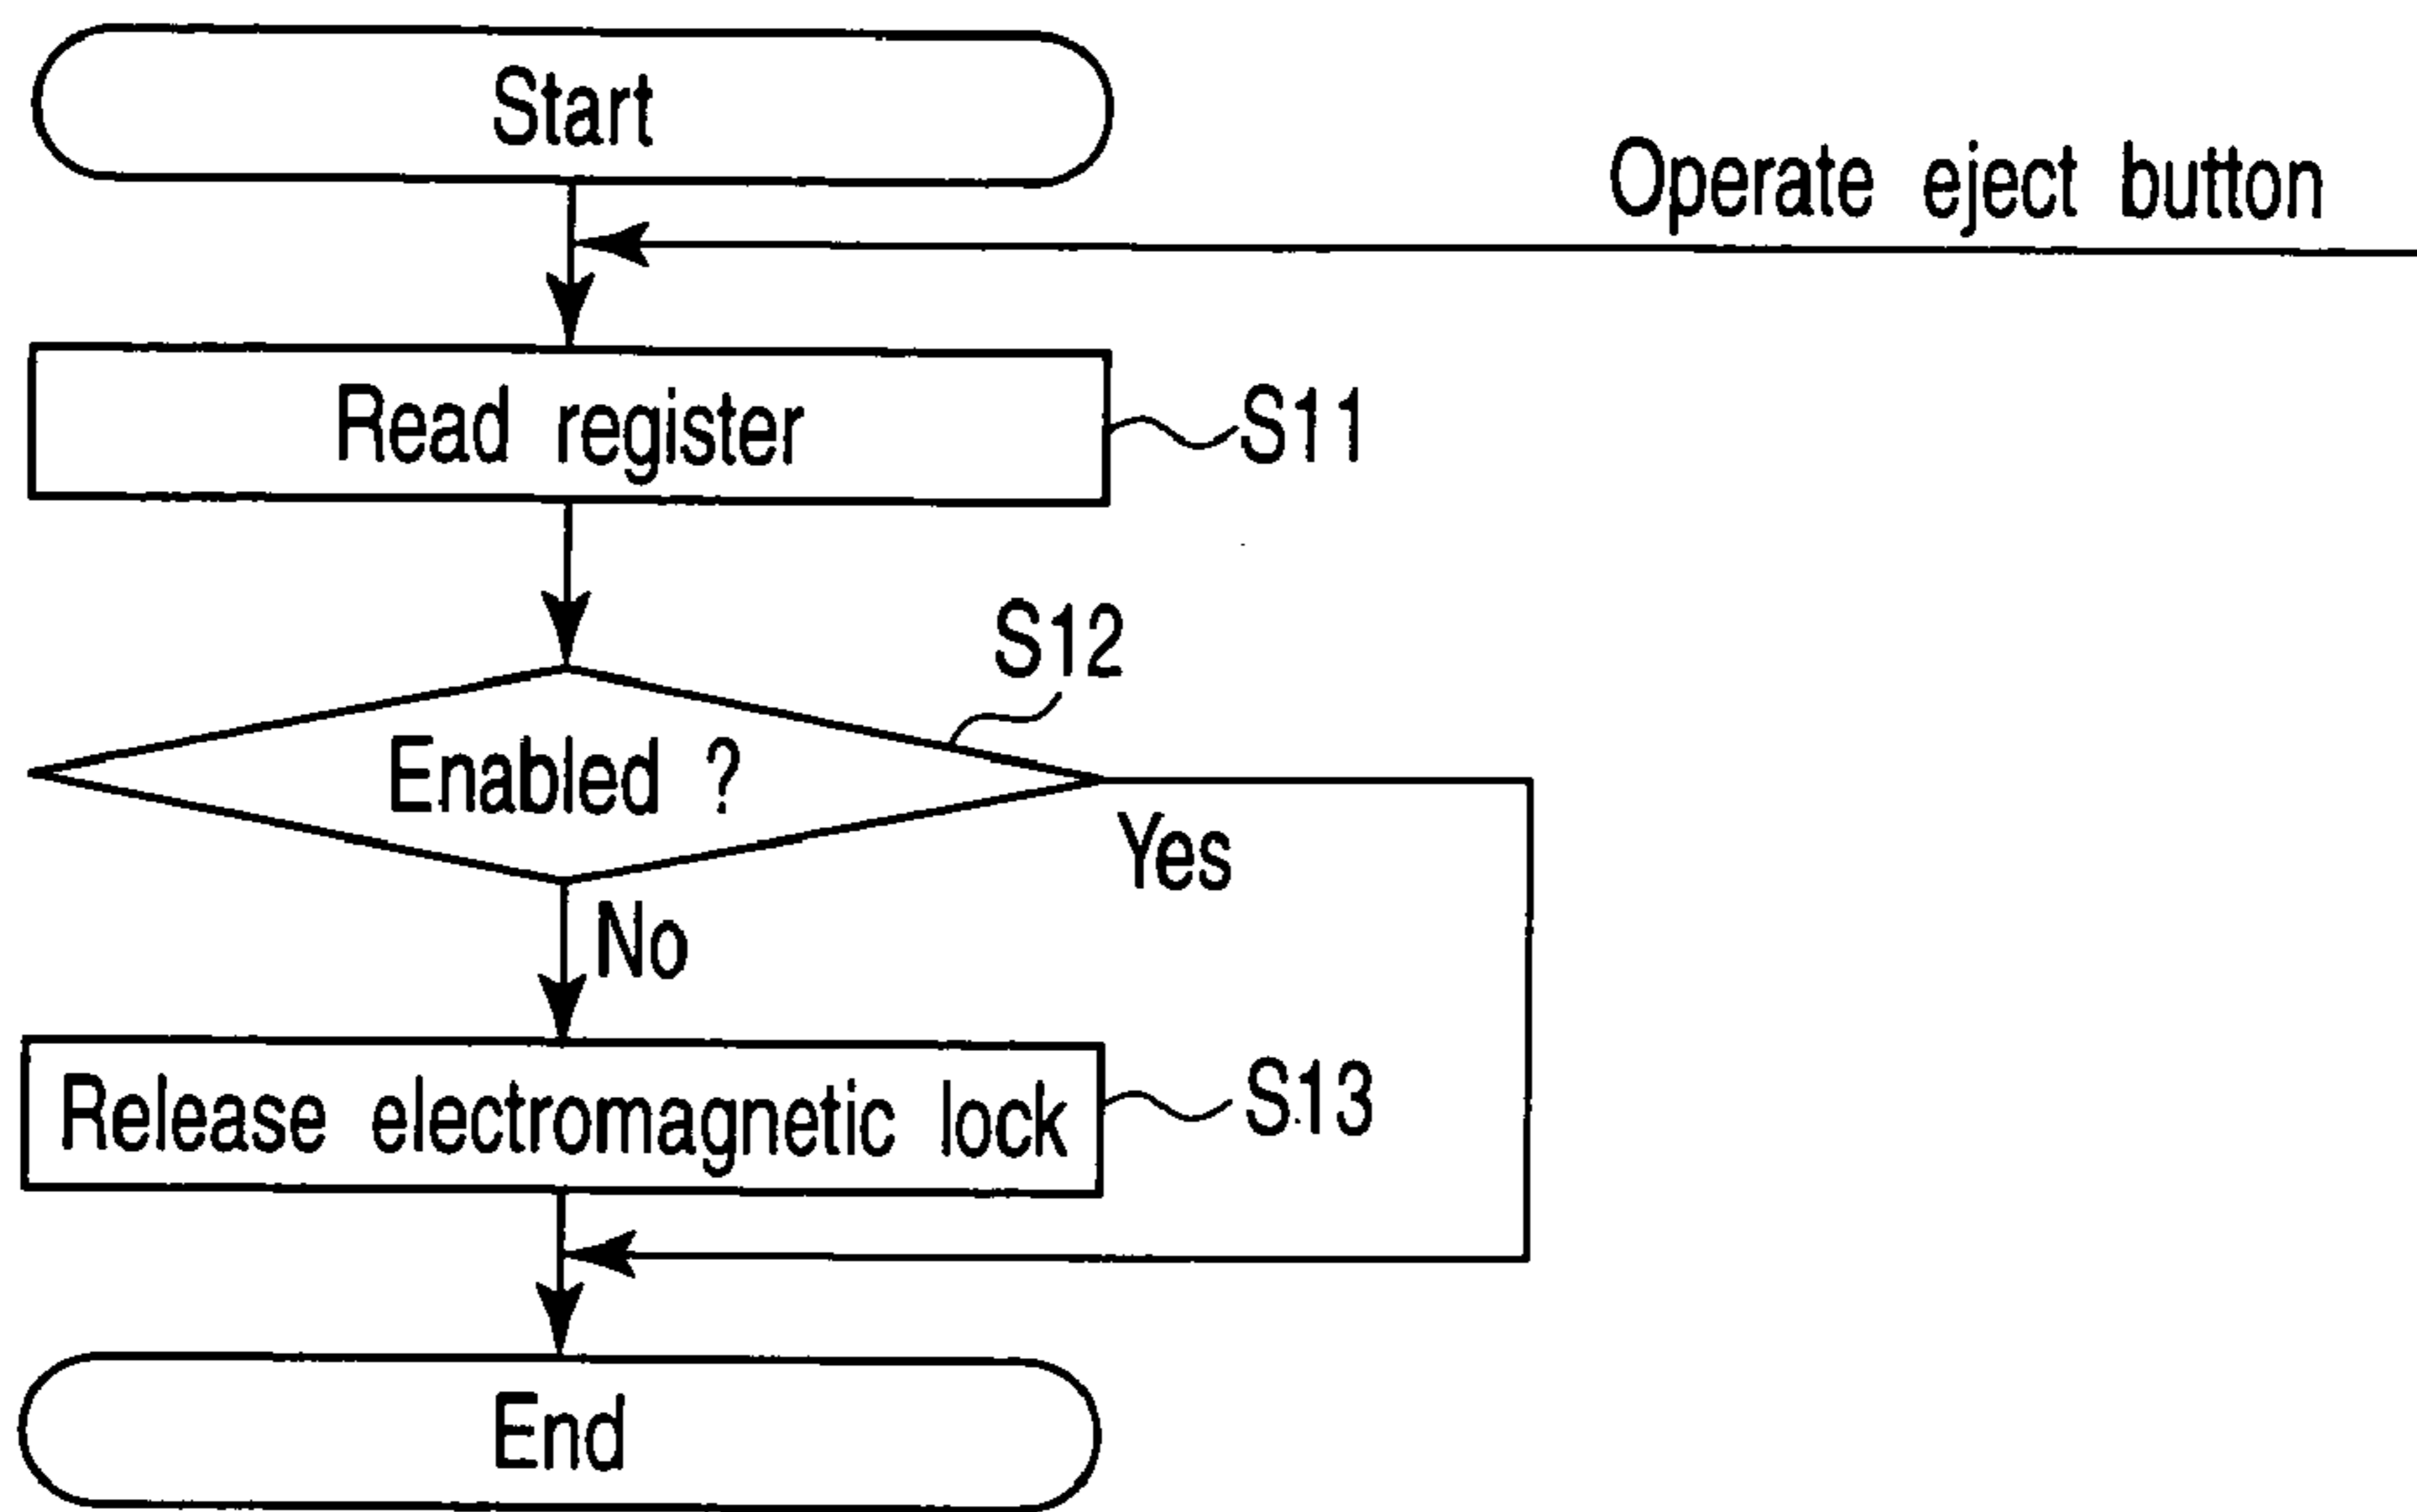 Start
Operate eject button
Read register
S11
S12
Enabled ?
Yes
No
Release electromagnetic lock
S13
End